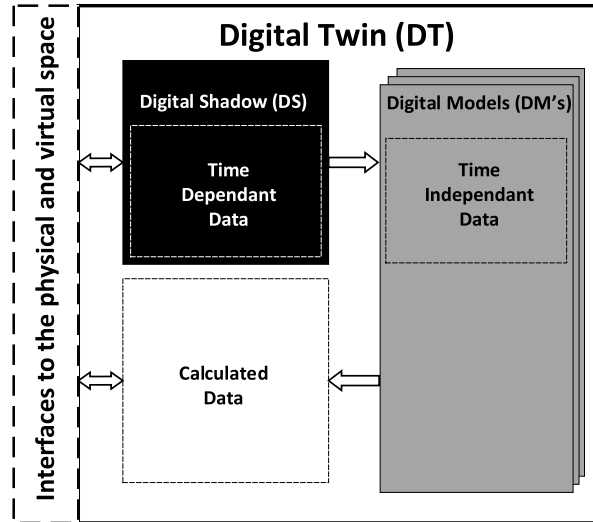 Digital Twin (DT)
Interfaces to the physical and virtual space
Digital Shadow (DS)
Time
Dependant
Data
Digital Models (DM's)
Time
Independant
Data
Calculated
Data